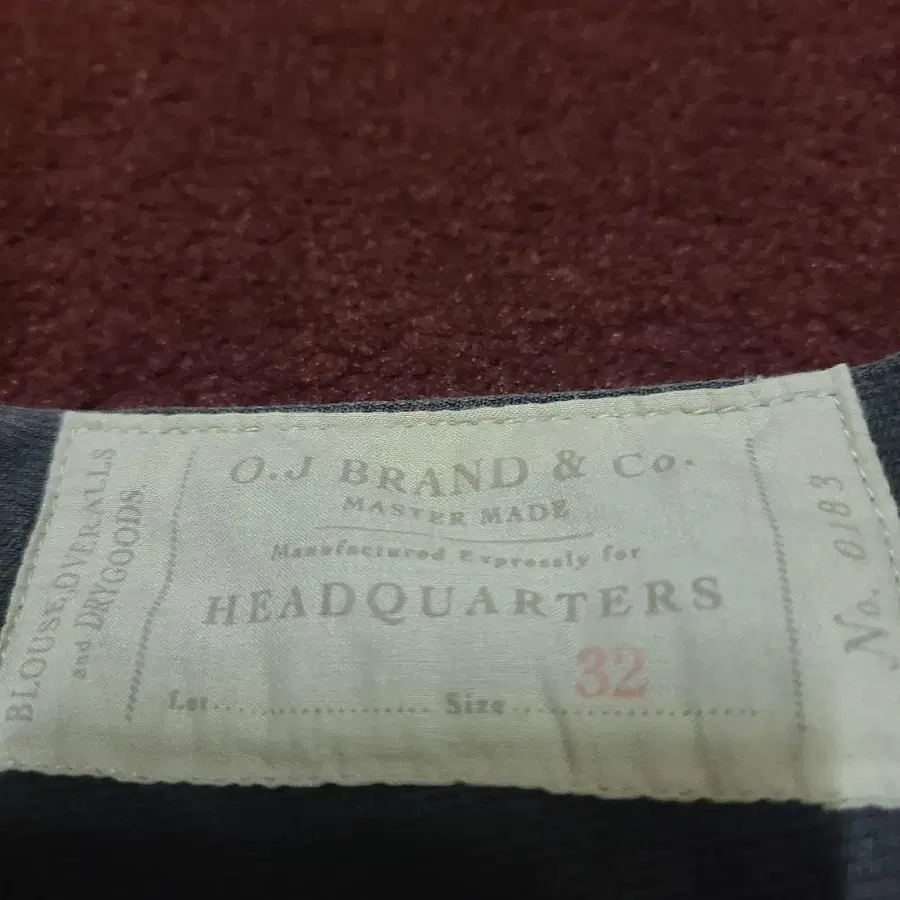 BLOUSE, OVERALLS
and DRYGOODS.
O.J BRAND & Co.
MASTER MADE
Manufactured Expressly for
HEADQUARTERS
Lot.................... Size 32
No. 0183